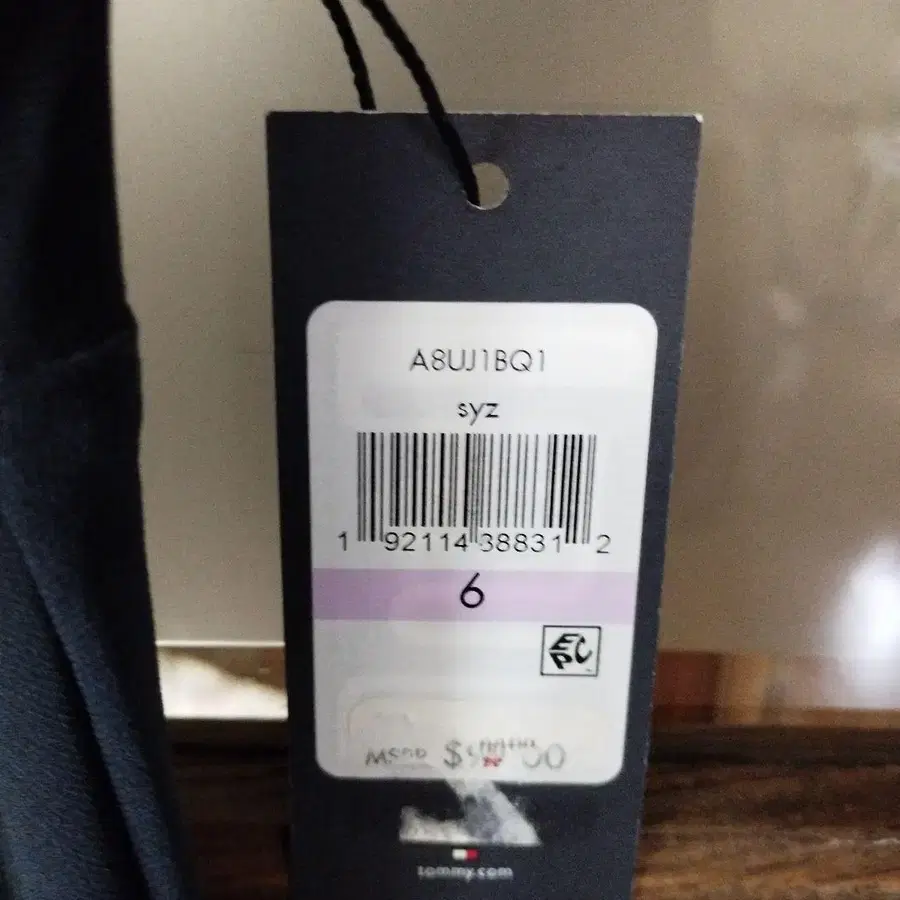 A8UJ1BQ1
syz
1 92114 38831 2
6
EPC
MSRP $
tommy.com